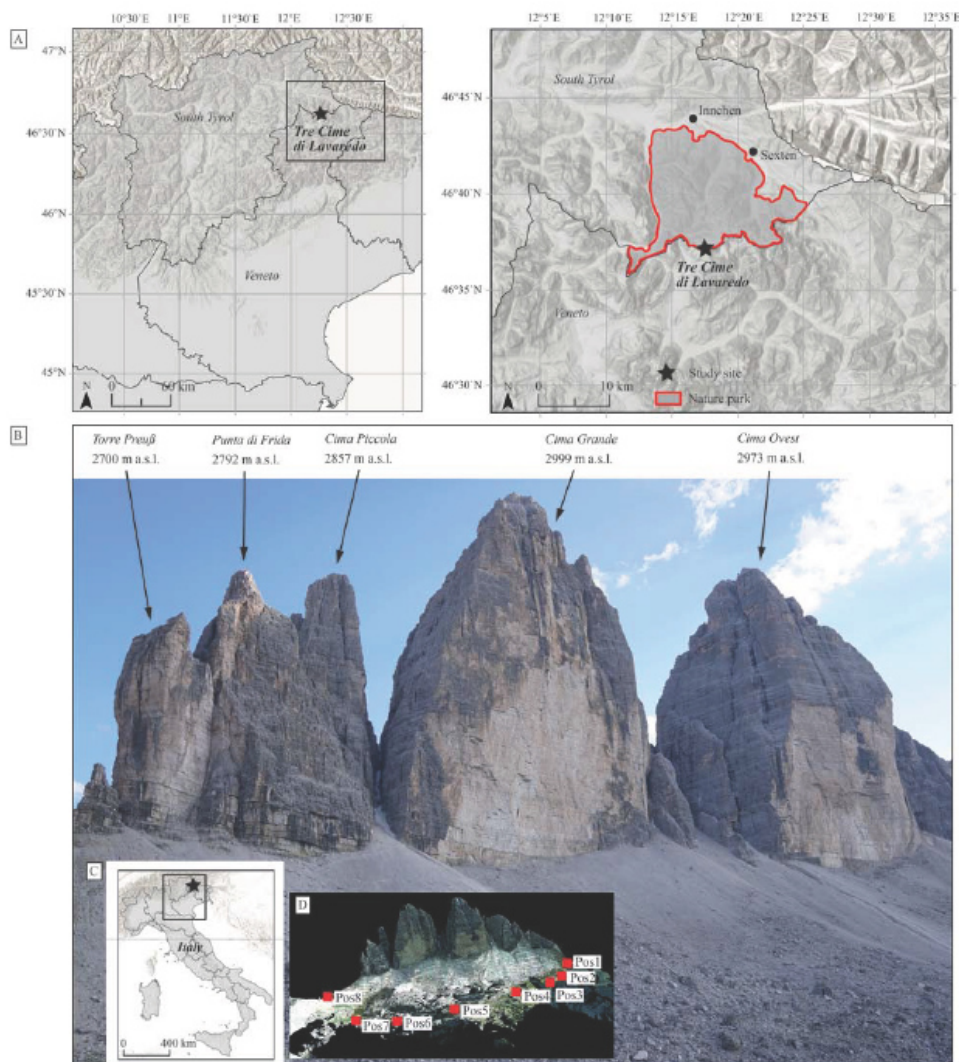 A
10°30'E 11°E 11°30'E 12°E 12°30'E
47°N
46°30'N
46°N
45°30'N
45°N
South Tyrol
Tre Cime
di Lavaredo
Veneto
N
0 60 km
12°5'E 12°10'E 12°15'E 12°20'E 12°25'E 12°30'E 12°35'E
46°45'N
46°40'N
46°35'N
46°30'N
South Tyrol
Innchen
Sexten
Tre Cime
di Lavaredo
Veneto
Study site
Nature park
N
0 10 km
B
Torre Preuß
2700 m a.s.l.
Punta di Frida
2792 m a.s.l.
Cima Piccola
2857 m a.s.l.
Cima Grande
2999 m a.s.l.
Cima Ovest
2973 m a.s.l.
C
Italy
0 400 km
D
Pos1
Pos2
Pos3
Pos4
Pos5
Pos6
Pos7
Pos8